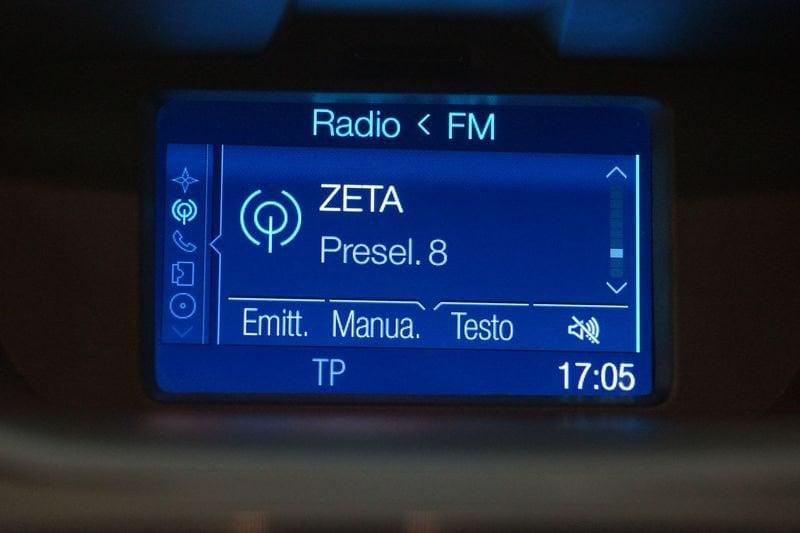 Radio < FM
ZETA
Presel. 8
Emitt. Manua. Testo
TP 17:05